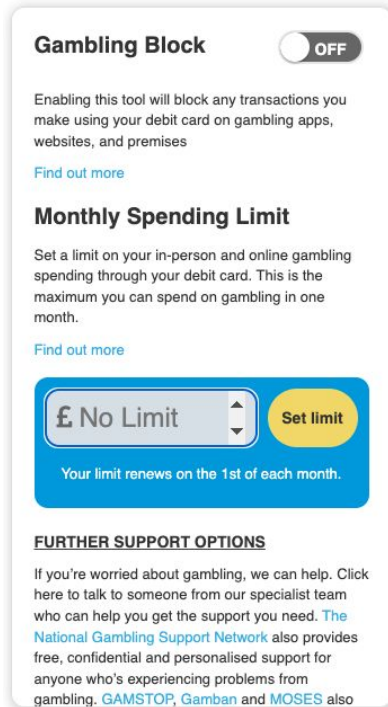 Gambling Block
OFF
Enabling this tool will block any transactions you
make using your debit card on gambling apps,
websites, and premises
Find out more
Monthly Spending Limit
Set a limit on your in-person and online gambling
spending through your debit card. This is the
maximum you can spend on gambling in one
month.
Find out more
£ No Limit
Set limit
Your limit renews on the 1st of each month.
FURTHER SUPPORT OPTIONS
If you're worried about gambling, we can help. Click
here to talk to someone from our specialist team
who can help you get the support you need. The
National Gambling Support Network also provides
free, confidential and personalised support for
anyone who's experiencing problems from
gambling. GAMSTOP, Gamban and MOSES also